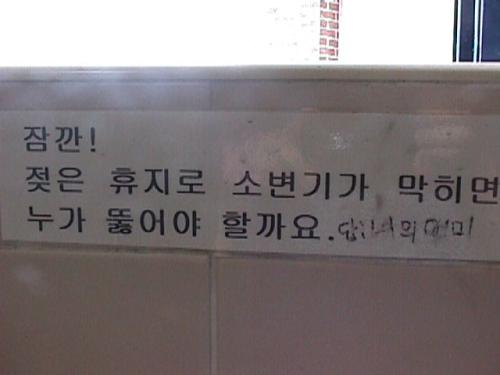 잠깐!
젖은 휴지로 소변기가 막히면
누가 뚫어야 할까요.